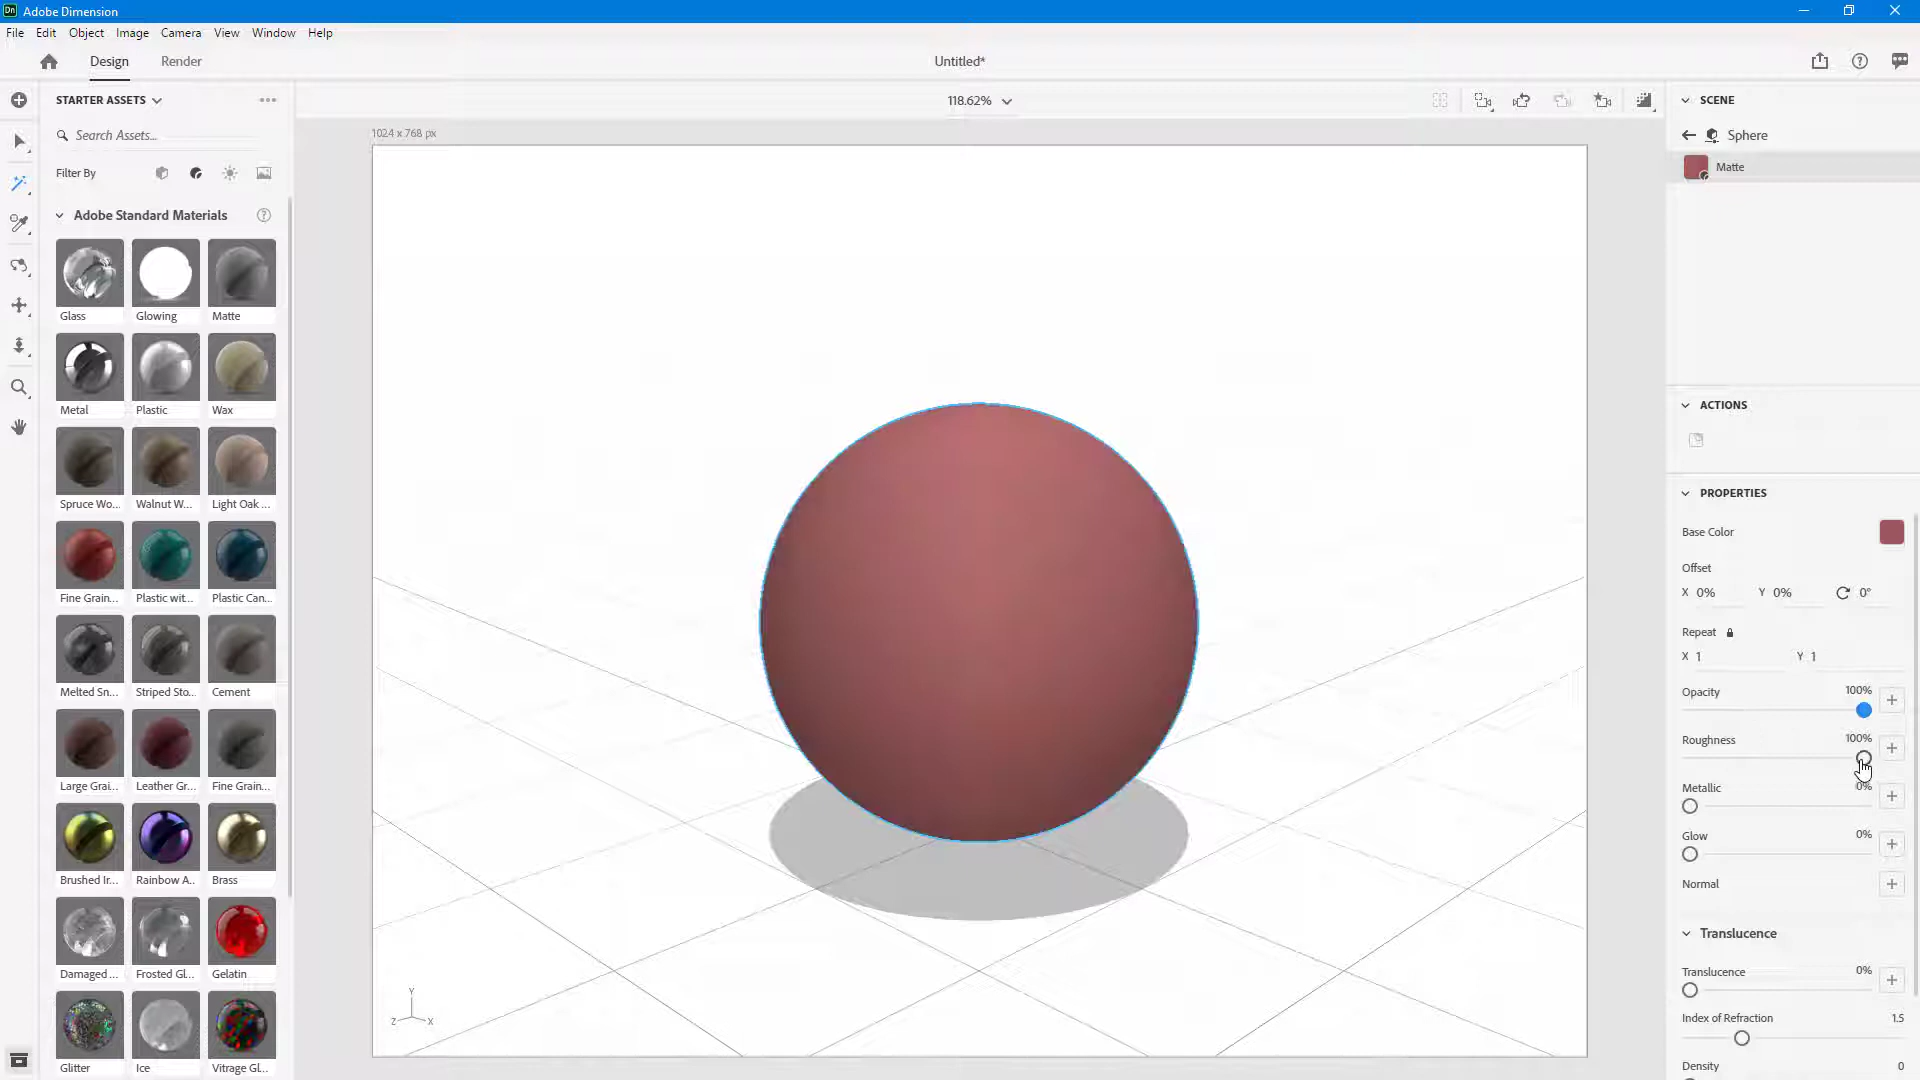 Dn Adobe Dimension
File Edit Object Image Camera View Window Help
Design Render Untitled*
STARTER ASSETS
118.62%
SCENE
1024 x 768 px
Search Assets...
Sphere
Filter By
Matte
Adobe Standard Materials
Glass Glowing Matte
Metal Plastic Wax
ACTIONS
Spruce Wo... Walnut W... Light Oak ...
PROPERTIES
Base Color
Offset
X 0% Y 0% 0°
Fine Grain... Plastic wit... Plastic Can...
Repeat
X 1 Y 1
Melted Sn... Striped Sto... Cement
Opacity 100%
Roughness 100%
Large Grai... Leather Gr... Fine Grain...
Metallic 0%
Glow 0%
Brushed Ir... Rainbow A.. Brass
Normal
Translucence
Damaged ... Frosted Gl... Gelatin
Translucence 0%
Y
Z X
Index of Refraction 1.5
Glitter Ice Vitrage Gl...
Density 0